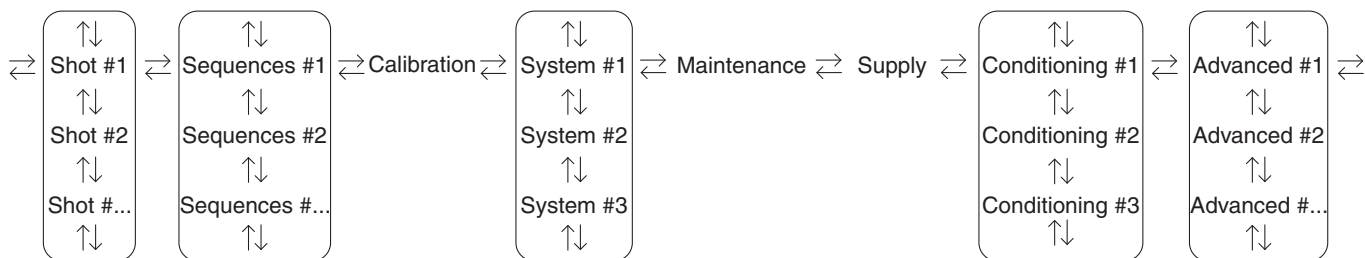 Shot #1 Sequences #1 Calibration System #1 Maintenance Supply Conditioning #1 Advanced #1
Shot #2 Sequences #2 System #2 Conditioning #2 Advanced #2
Shot #... Sequences #... System #3 Conditioning #3 Advanced #...